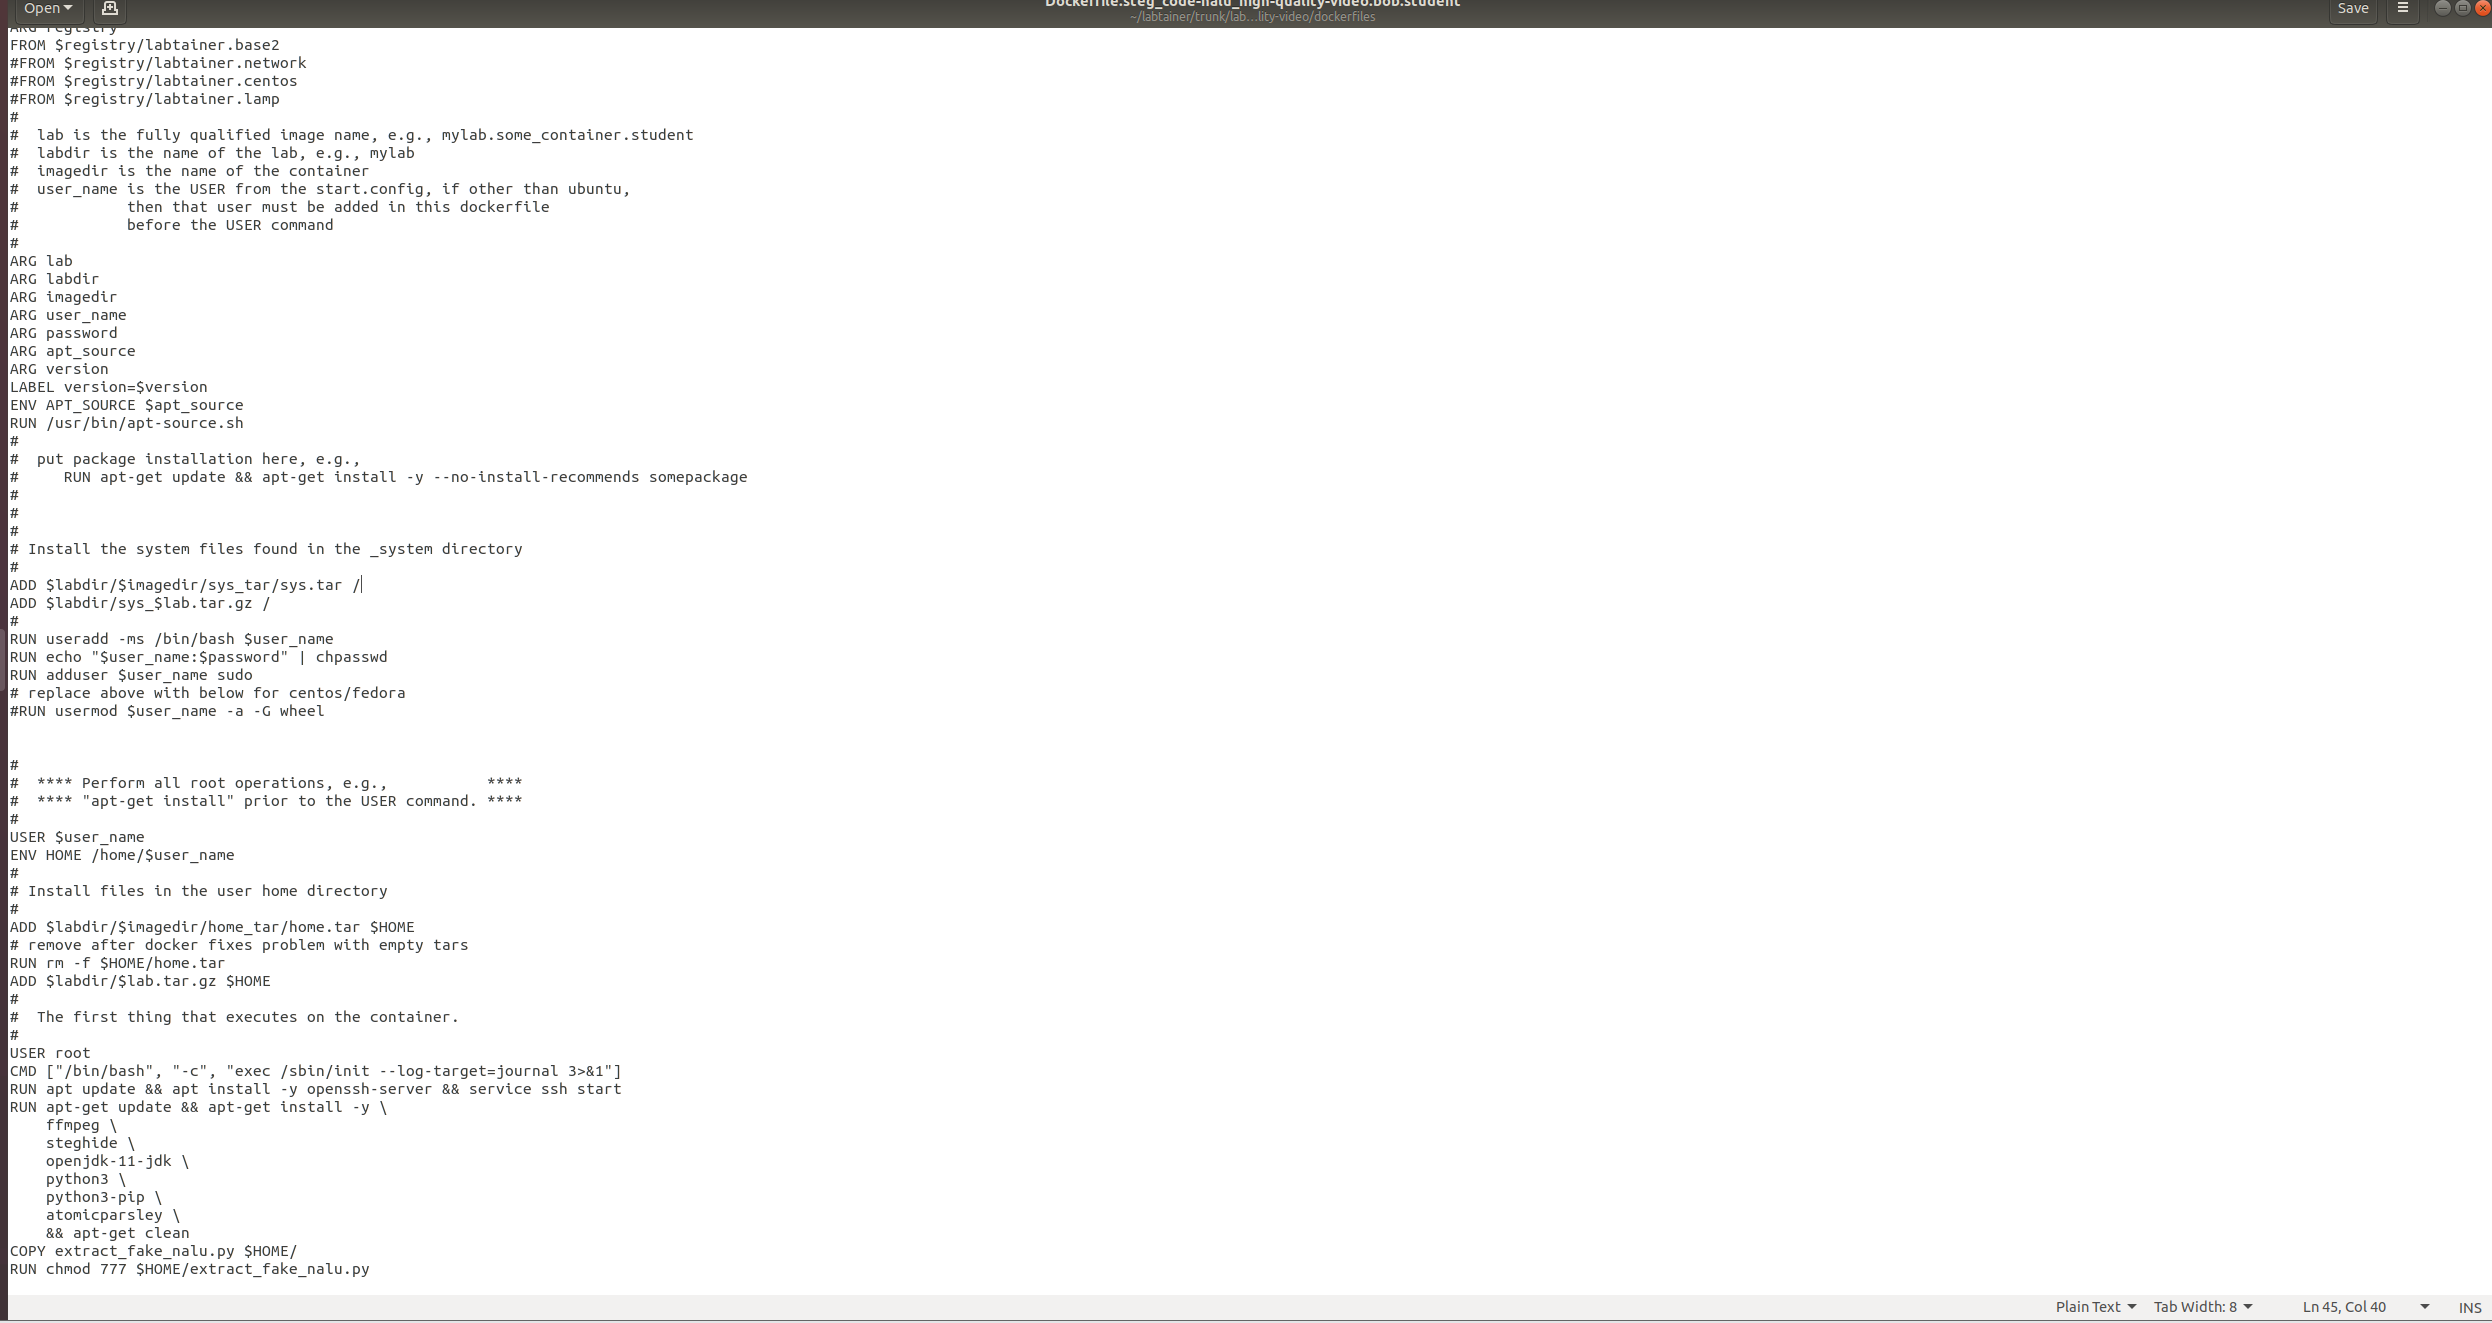 Open
Dockerfile.steg_code-nalu_high-quality-video.bob.student
~/labtainer/trunk/lab...lity-video/dockerfiles
Save
ARG registry
FROM $registry/labtainer.base2
#FROM $registry/labtainer.network
#FROM $registry/labtainer.centos
#FROM $registry/labtainer.lamp
#
#  lab is the fully qualified image name, e.g., mylab.some_container.student
#  labdir is the name of the lab, e.g., mylab
#  imagedir is the name of the container
#  user_name is the USER from the start.config, if other than ubuntu,
#            then that user must be added in this dockerfile
#            before the USER command
#
ARG lab
ARG labdir
ARG imagedir
ARG user_name
ARG password
ARG apt_source
ARG version
LABEL version=$version
ENV APT_SOURCE $apt_source
RUN /usr/bin/apt-source.sh
#
#  put package installation here, e.g.,
#     RUN apt-get update && apt-get install -y --no-install-recommends somepackage
#
#
#
# Install the system files found in the _system directory
#
ADD $labdir/$imagedir/sys_tar/sys.tar /
ADD $labdir/sys_$lab.tar.gz /
#
RUN useradd -ms /bin/bash $user_name
RUN echo "$user_name:$password" | chpasswd
RUN adduser $user_name sudo
# replace above with below for centos/fedora
#RUN usermod $user_name -a -G wheel
#
#  **** Perform all root operations, e.g.,           ****
#  **** "apt-get install" prior to the USER command. ****
#
USER $user_name
ENV HOME /home/$user_name
#
# Install files in the user home directory
#
ADD $labdir/$imagedir/home_tar/home.tar $HOME
# remove after docker fixes problem with empty tars
RUN rm -f $HOME/home.tar
ADD $labdir/$lab.tar.gz $HOME
#
#  The first thing that executes on the container.
#
USER root
CMD ["/bin/bash", "-c", "exec /sbin/init --log-target=journal 3>&1"]
RUN apt update && apt install -y openssh-server && service ssh start
RUN apt-get update && apt-get install -y \
    ffmpeg \
    steghide \
    openjdk-11-jdk \
    python3 \
    python3-pip \
    atomicparsley \
    && apt-get clean
COPY extract_fake_nalu.py $HOME/
RUN chmod 777 $HOME/extract_fake_nalu.py
Plain Text
Tab Width: 8
Ln 45, Col 40
INS